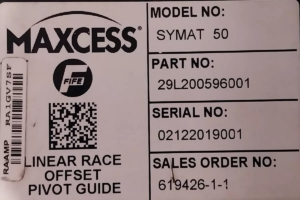 MAXCESS®
FIFE
LINEAR RACE
OFFSET
PIVOT GUIDE
MODEL NO:
SYMAT 50
PART NO:
29L200596001
SERIAL NO:
02122019001
SALES ORDER NO:
619426-1-1
RAAMP